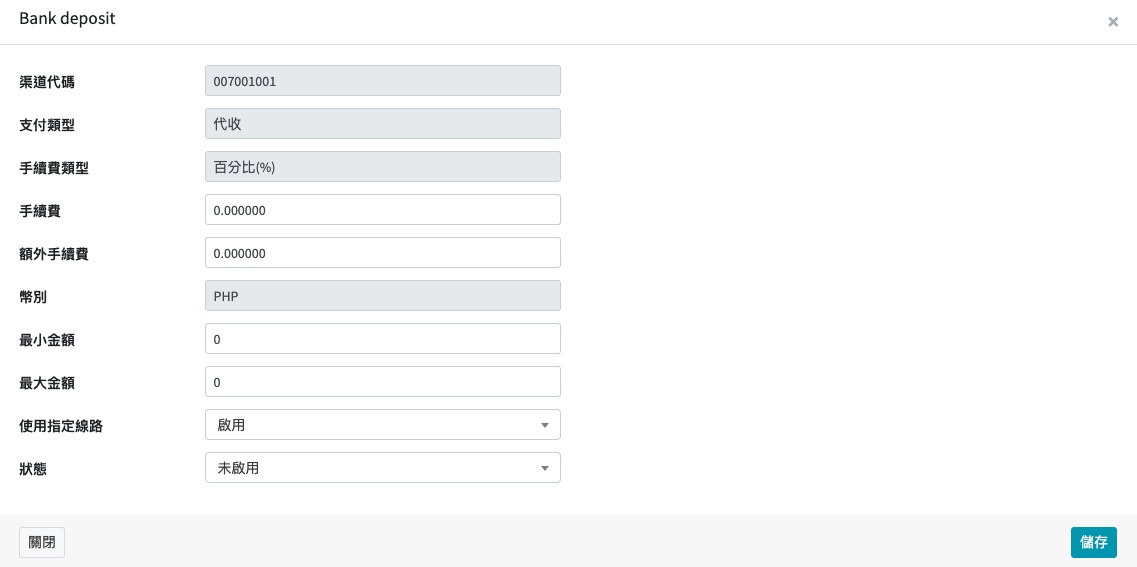 Bank deposit
×
渠道代碼 007001001
支付類型 代收
手續費類型 百分比(%)
手續費 0.000000
額外手續費 0.000000
幣別 PHP
最小金額 0
最大金額 0
使用指定線路 啟用
狀態 未啟用
關閉 儲存